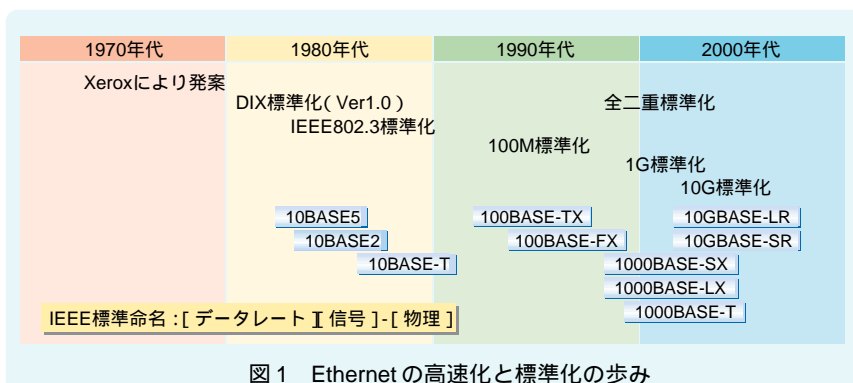 1970年代 1980年代 1990年代 2000年代
Xeroxにより発案
DIX標準化(Ver1.0) 全二重標準化
IEEE802.3標準化
100M標準化
1G標準化
10G標準化
10BASE5 100BASE-TX 10GBASE-LR
10BASE2 100BASE-FX 10GBASE-SR
10BASE-T 1000BASE-SX
1000BASE-LX
1000BASE-T
IEEE標準命名:[データレート][信号]-[物理]
図1 Ethernetの高速化と標準化の歩み